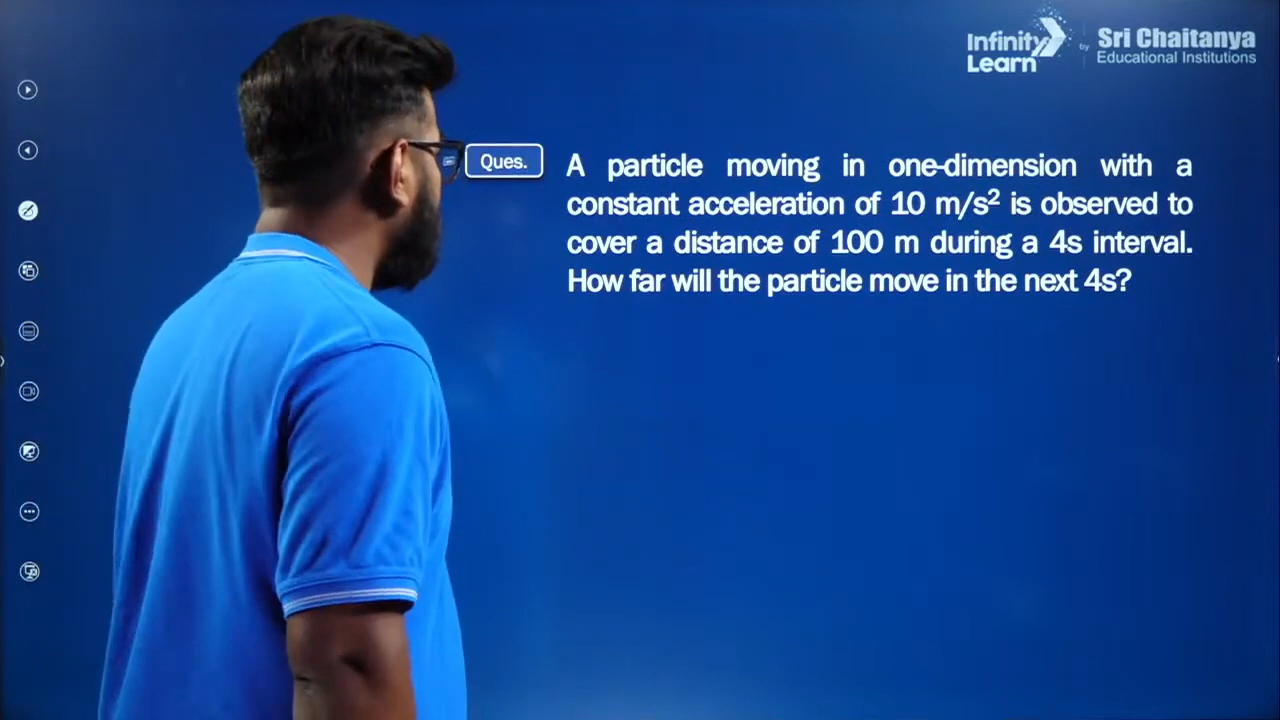 Infinity
Learn
by
Sri Chaitanya
Educational Institutions
Ques.
A particle moving in one-dimension with a
constant acceleration of 10 m/s² is observed to
cover a distance of 100 m during a 4s interval.
How far will the particle move in the next 4s?